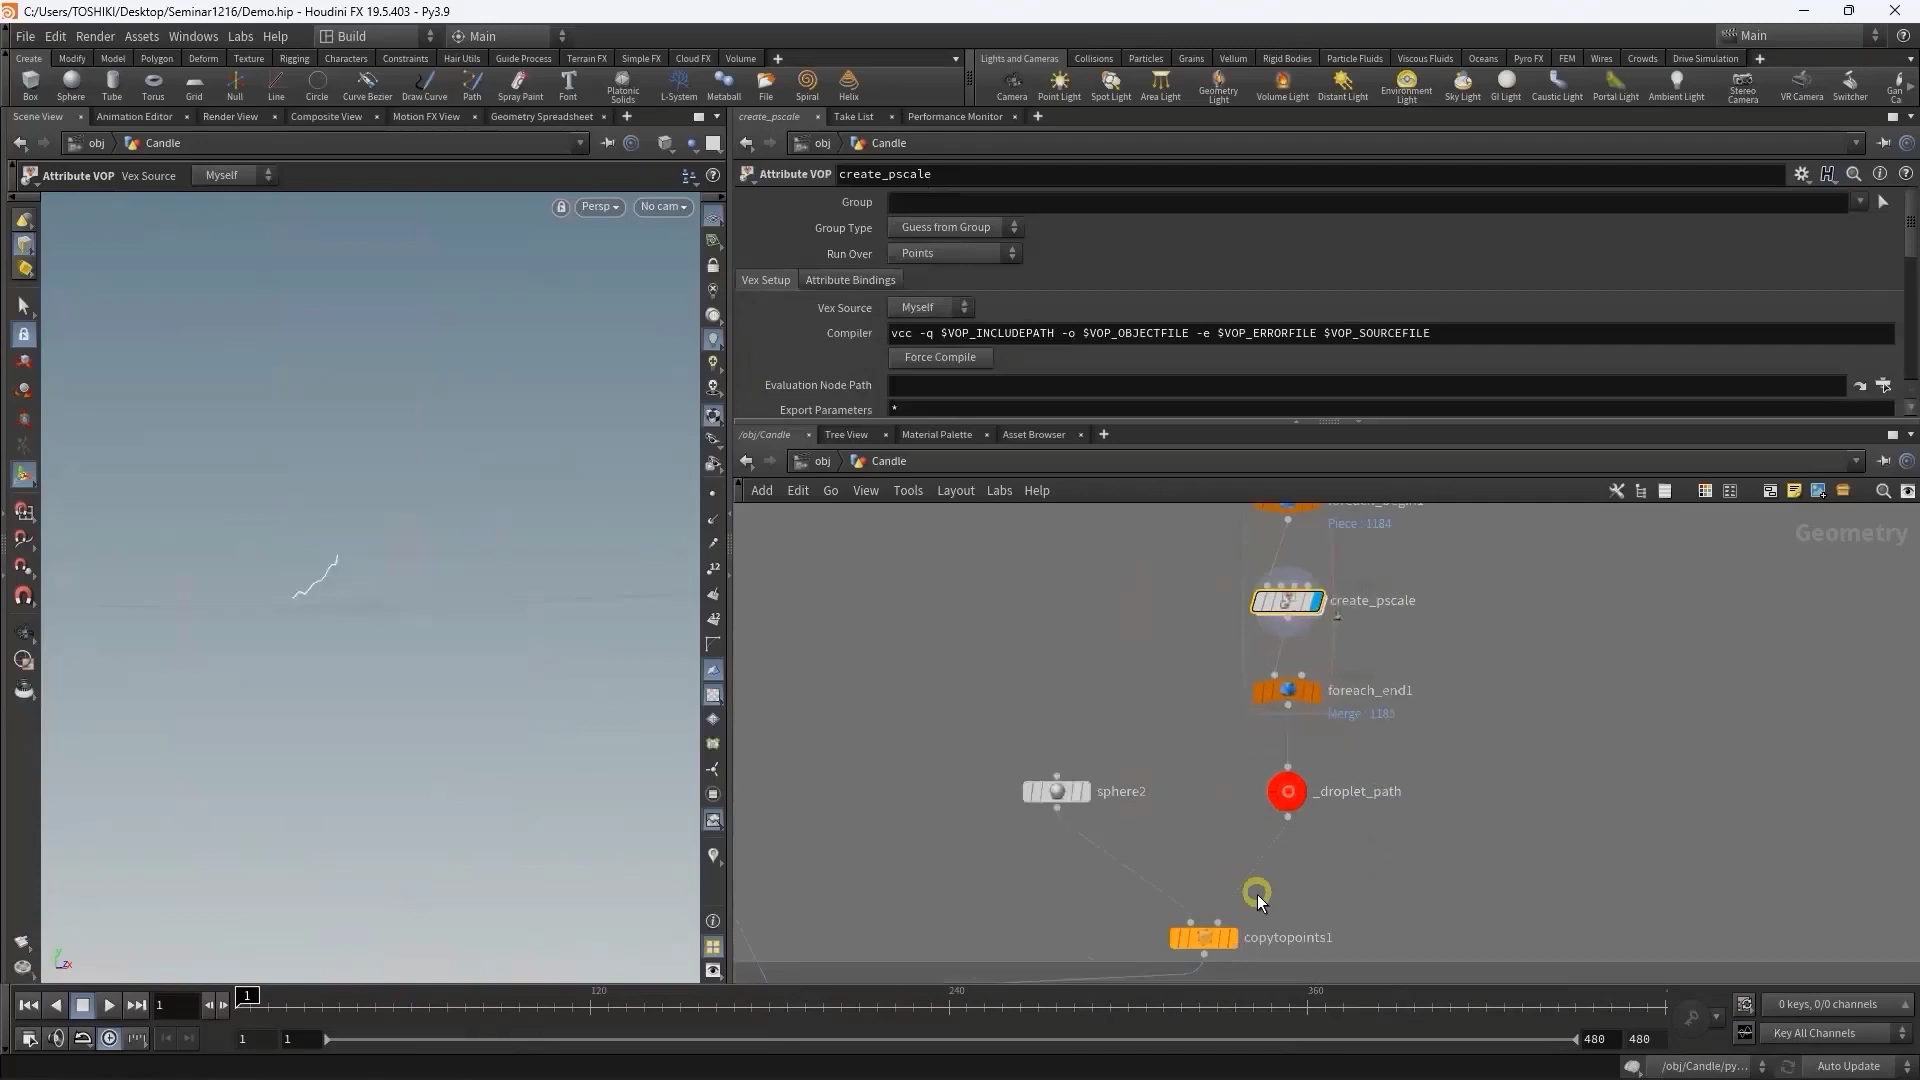 C:/Users/TOSHIKI/Desktop/Seminar1216/Demo.hip - Houdini FX 19.5.403 - Py3.9
File Edit Render Assets Windows Labs Help Build Main Main
Create Modify Model Polygon Deform Texture Rigging Characters Constraints Hair Utils Guide Process Terrain FX Simple FX Cloud FX Volume
Lights and Cameras Collisions Particles Grains Vellum Rigid Bodies Particle Fluids Viscous Fluids Oceans Pyro FX FEM Wires Crowds Drive Simulation
Box Sphere Tube Torus Grid Null Line Circle Curve Bezier Draw Curve Path Spray Paint Font Platonic Solids L-System Metaball File Spiral Helix
Camera Point Light Spot Light Area Light Geometry Light Volume Light Distant Light Environment Light Sky Light GI Light Caustic Light Portal Light Ambient Light Stereo Camera VR Camera Switcher Gan Ca
Scene View Animation Editor Render View Composite View Motion FX View Geometry Spreadsheet
create_pscale Take List Performance Monitor
obj Candle
obj Candle
Attribute VOP Vex Source Myself
Attribute VOP create_pscale
Persp No cam
Group
Group Type Guess from Group
Run Over Points
Vex Setup Attribute Bindings
Vex Source Myself
Compiler vcc -q $VOP_INCLUDEPATH -o $VOP_OBJECTFILE -e $VOP_ERRORFILE $VOP_SOURCEFILE
Force Compile
Evaluation Node Path
Export Parameters *
/obj/Candle Tree View Material Palette Asset Browser
obj Candle
Add Edit Go View Tools Layout Labs Help
foreach_begin1
Piece : 1184
Geometry
create_pscale
foreach_end1
Merge : 1185
sphere2
_droplet_path
copytopoints1
12
12
y
zx
1 1 120 240 360
0 keys, 0/0 channels
1 1 480 480
Key All Channels
/obj/Candle/py... Auto Update